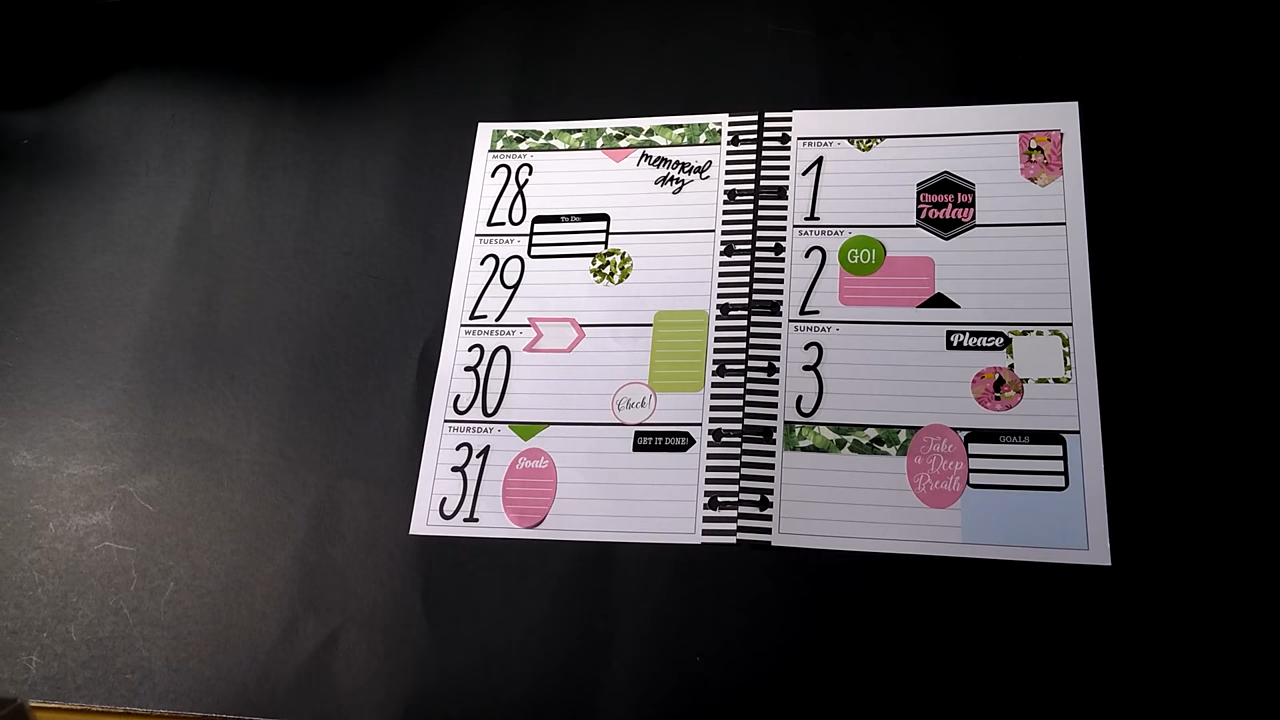 MONDAY
28
memorial
day
To Do:
TUESDAY
29
WEDNESDAY
30
Check!
THURSDAY
31
GET IT DONE!
Goals
FRIDAY
1
Choose Joy
Today
SATURDAY
2
GO!
SUNDAY
3
Please
Take
a Deep
Breath
GOALS